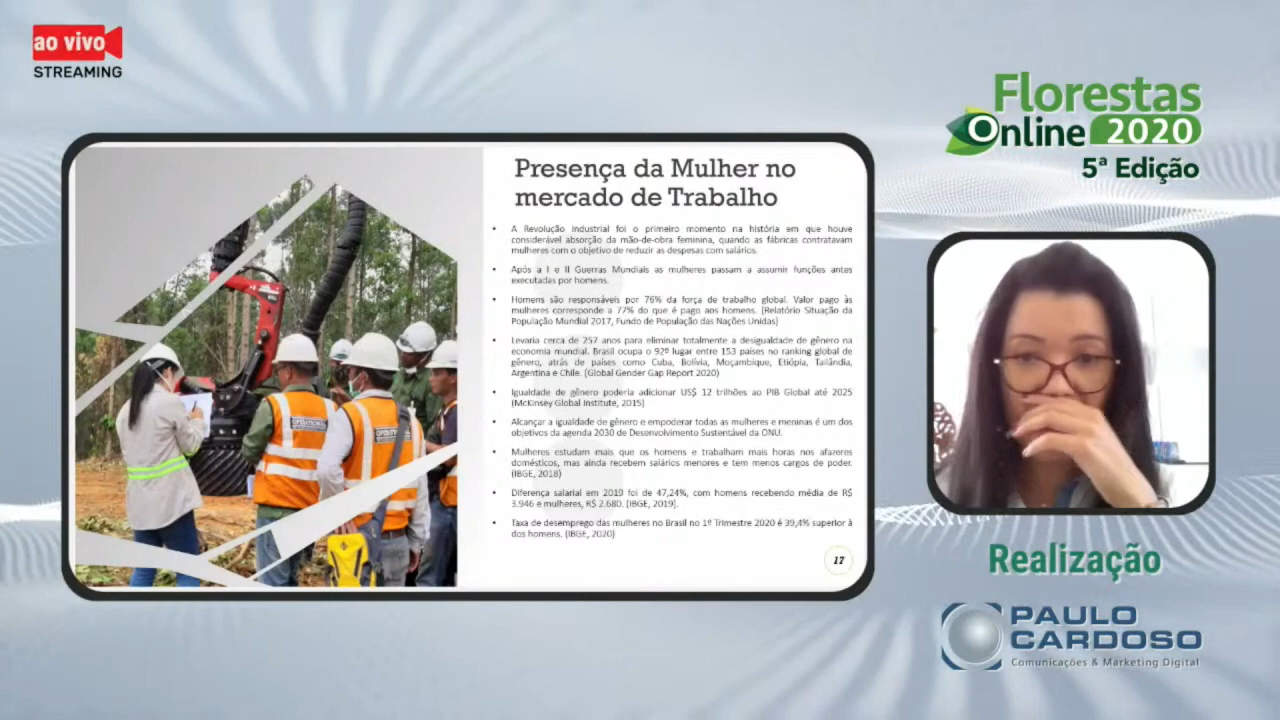 ao vivo
STREAMING
Florestas
Online 2020
5ª Edição
Presença da Mulher no
mercado de Trabalho
• A Revolução Industrial foi o primeiro momento na história em que houve
considerável absorção da mão-de-obra feminina, quando as fábricas contratavam
mulheres com o objetivo de reduzir as despesas com salários.
• Após a I e II Guerras Mundiais as mulheres passam a assumir funções antes
executadas por homens.
• Homens são responsáveis por 76% da força de trabalho global. Valor pago às
mulheres corresponde a 77% do que é pago aos homens. (Relatório Situação da
População Mundial 2017, Fundo de População das Nações Unidas)
• Levaria cerca de 257 anos para eliminar totalmente a desigualdade de gênero na
economia mundial. Brasil ocupa o 92º lugar entre 153 países no ranking global de
gênero, atrás de países como Cuba, Bolívia, Moçambique, Etiópia, Tailândia,
Argentina e Chile. (Global Gender Gap Report 2020)
• Igualdade de gênero poderia adicionar US$ 12 trilhões ao PIB Global até 2025
(McKinsey Global Institute, 2015)
• Alcançar a igualdade de gênero e empoderar todas as mulheres e meninas é um dos
objetivos da agenda 2030 de Desenvolvimento Sustentável da ONU.
• Mulheres estudam mais que os homens e trabalham mais horas nos afazeres
domésticos, mas ainda recebem salários menores e tem menos cargos de poder.
(IBGE, 2018)
• Diferença salarial em 2019 foi de 47,24%, com homens recebendo média de R$
3.946 e mulheres, R$ 2.680. (IBGE, 2019).
• Taxa de desemprego das mulheres no Brasil no 1º Trimestre 2020 é 39,4% superior à
dos homens. (IBGE, 2020)
17
Realização
PAULO
CARDOSO
Comunicações & Marketing Digital